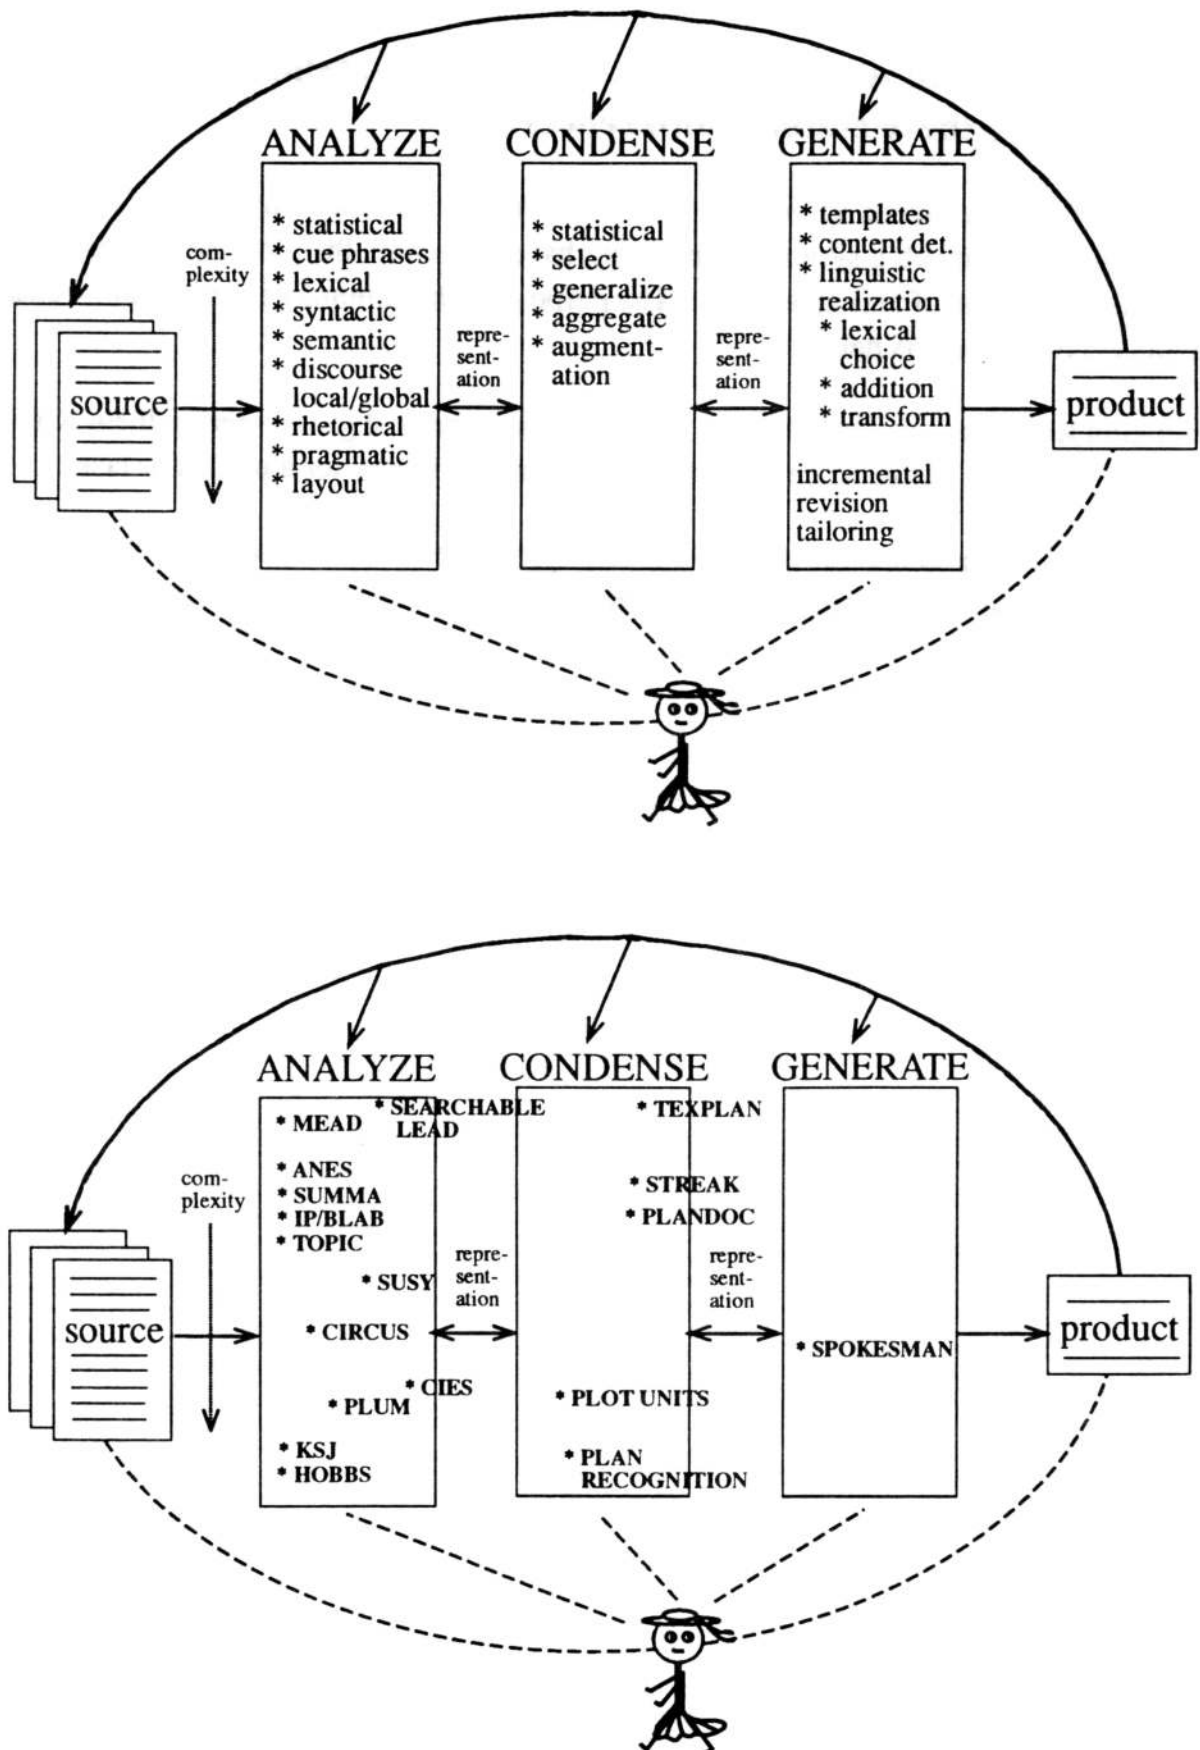 ANALYZE
CONDENSE
GENERATE
com-
plexity
source
* statistical
* cue phrases
* lexical
* syntactic
* semantic
* discourse
local/global
* rhetorical
* pragmatic
* layout
repre-
sent-
ation
* statistical
* select
* generalize
* aggregate
* augment-
ation
repre-
sent-
ation
* templates
* content det.
* linguistic
realization
* lexical
choice
* addition
* transform
incremental
revision
tailoring
product
ANALYZE
CONDENSE
GENERATE
com-
plexity
source
* SEARCHABLE
LEAD
* MEAD
* ANES
* SUMMA
* IP/BLAB
* TOPIC
* SUSY
* CIRCUS
* CIES
* PLUM
* KSJ
* HOBBS
repre-
sent-
ation
* TEXPLAN
* STREAK
* PLANDOC
* PLOT UNITS
* PLAN
RECOGNITION
repre-
sent-
ation
* SPOKESMAN
product